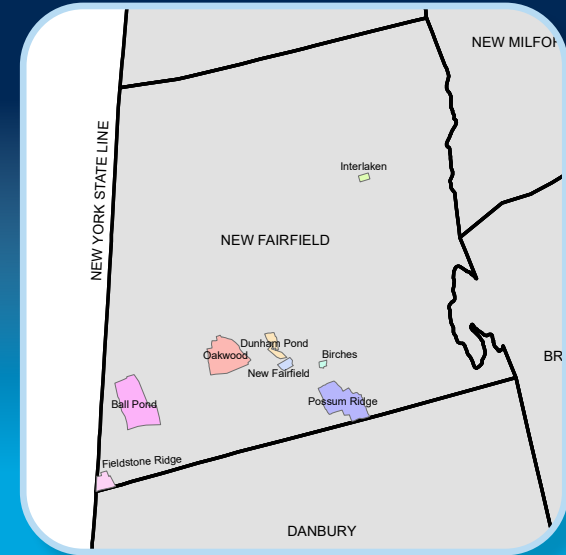 NEW MILFO
Interlaken
NEW YORK STATE LINE
NEW FAIRFIELD
Dunham Pond
Oakwood
Birches
BR
New Fairfield
Ball Pond
Possum Ridge
Fieldstone Ridge
DANBURY